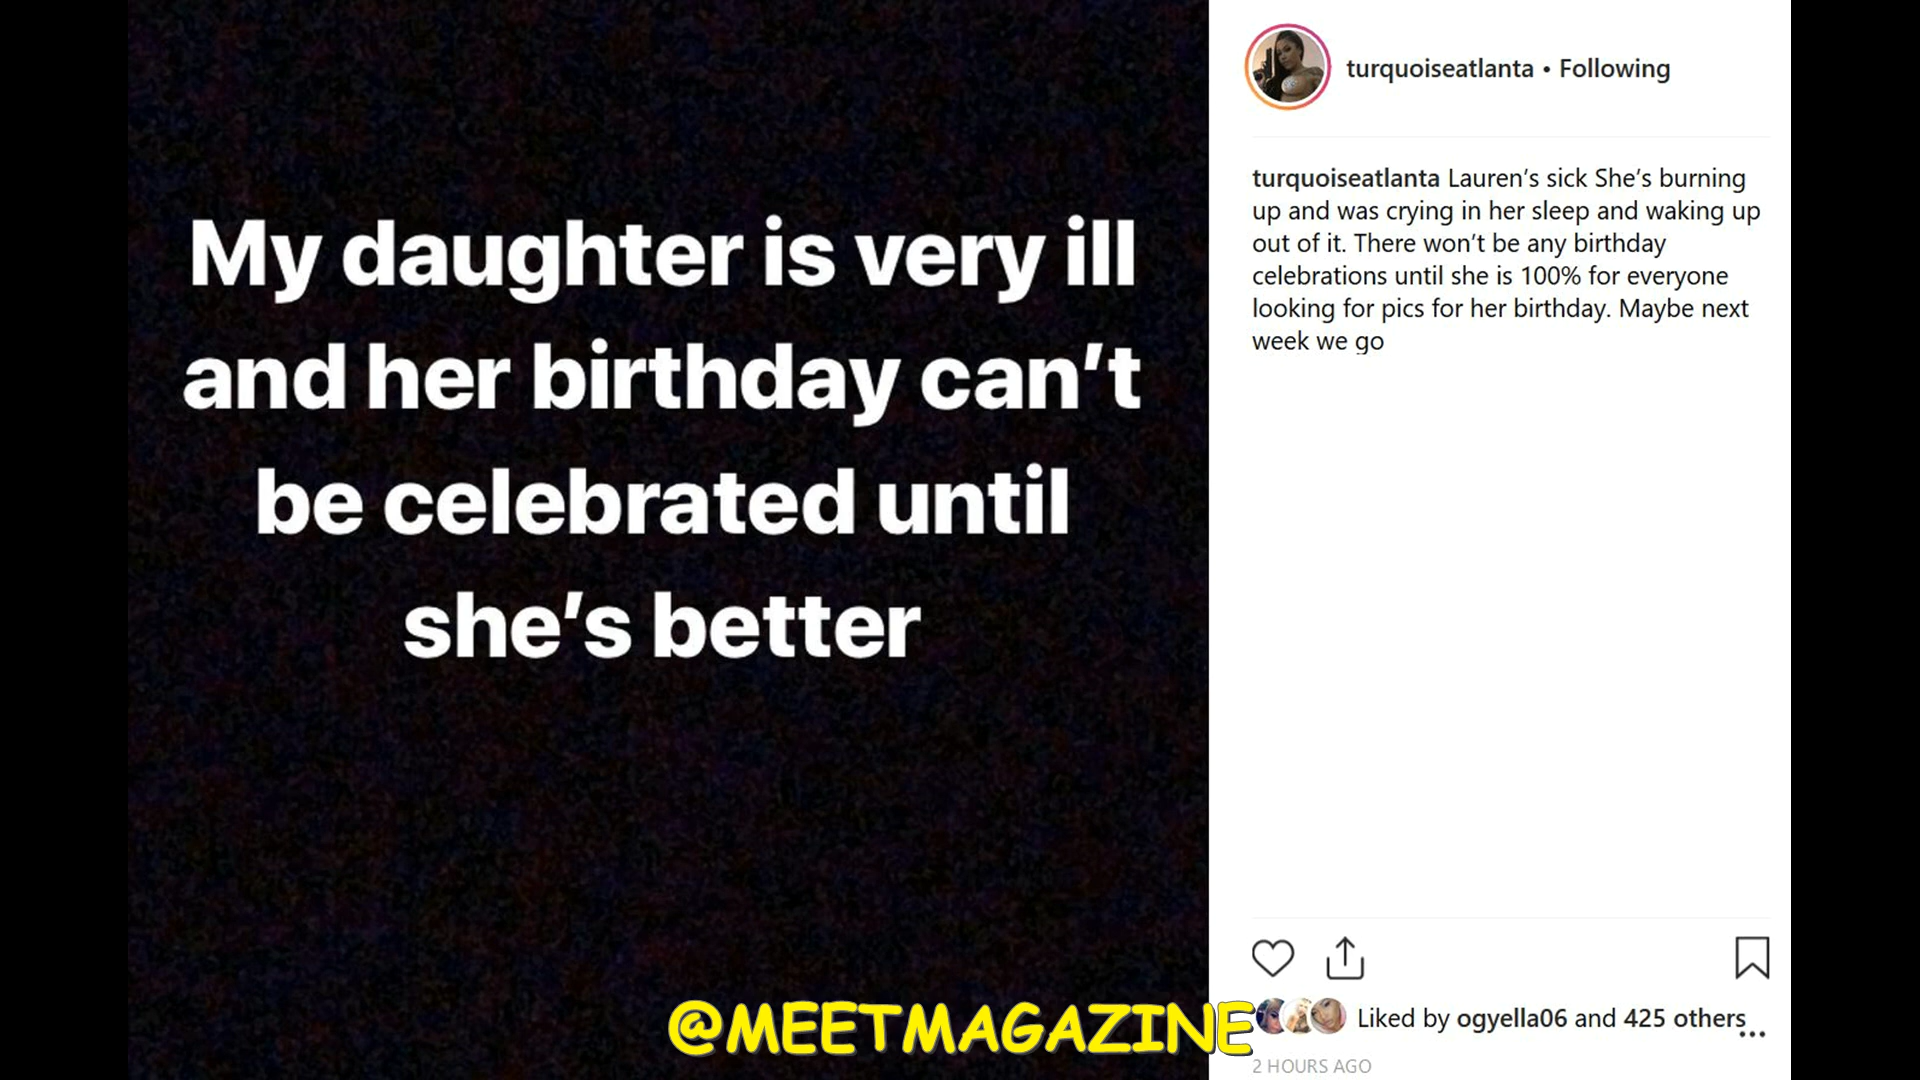 My daughter is very ill
and her birthday can’t
be celebrated until
she’s better
turquoiseatlanta • Following
turquoiseatlanta Lauren’s sick She’s burning
up and was crying in her sleep and waking up
out of it. There won’t be any birthday
celebrations until she is 100% for everyone
looking for pics for her birthday. Maybe next
week we go
Liked by ogyella06 and 425 others
2 HOURS AGO
@MEETMAGAZINE